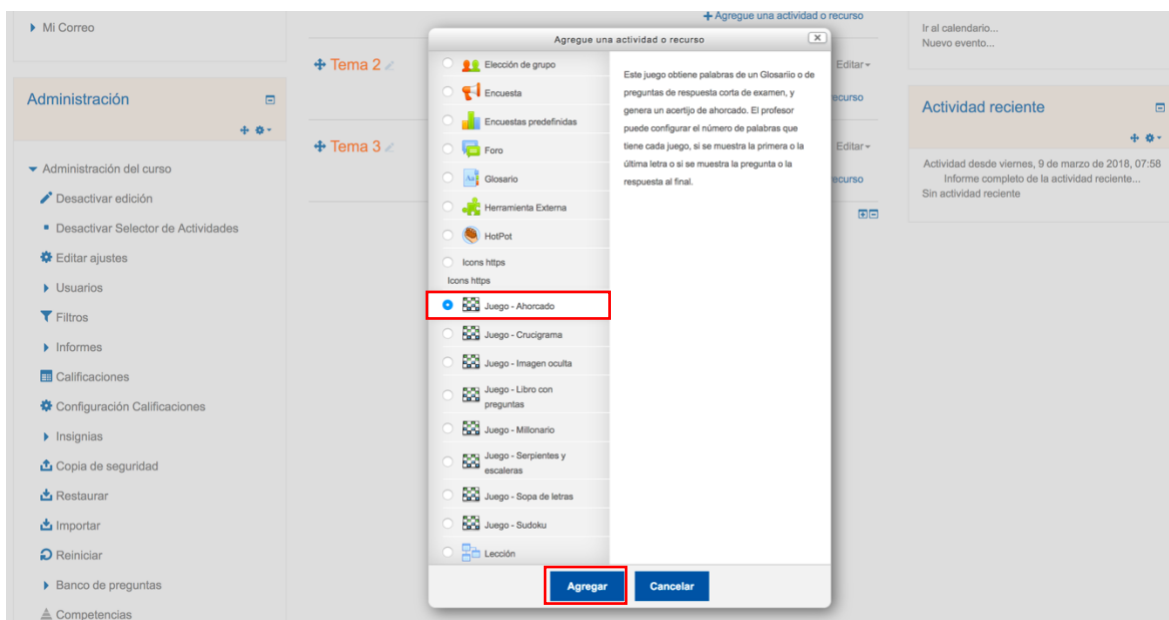 Mi Correo
Administración
Administración del curso
Desactivar edición
Desactivar Selector de Actividades
Editar ajustes
Usuarios
Filtros
Informes
Calificaciones
Configuración Calificaciones
Insignias
Copia de seguridad
Restaurar
Importar
Reiniciar
Banco de preguntas
Competencias
Agregue una actividad o recurso
Tema 2
Editar
ecurso
Tema 3
Editar
ecurso
Agregue una actividad o recurso
Elección de grupo
Encuesta
Encuestas predefinidas
Foro
Glosario
Herramienta Externa
HotPot
Icons https
Icons https
Juego - Ahorcado
Juego - Crucigrama
Juego - Imagen oculta
Juego - Libro con
preguntas
Juego - Millonario
Juego - Serpientes y
escaleras
Juego - Sopa de letras
Juego - Sudoku
Lección
Este juego obtiene palabras de un Glosariio o de
preguntas de respuesta corta de examen, y
genera un acertijo de ahorcado. El profesor
puede configurar el número de palabras que
tiene cada juego, si se muestra la primera o la
última letra o si se muestra la pregunta o la
respuesta al final.
Agregar
Cancelar
Ir al calendario...
Nuevo evento...
Actividad reciente
Actividad desde viernes, 9 de marzo de 2018, 07:58
Informe completo de la actividad reciente...
Sin actividad reciente